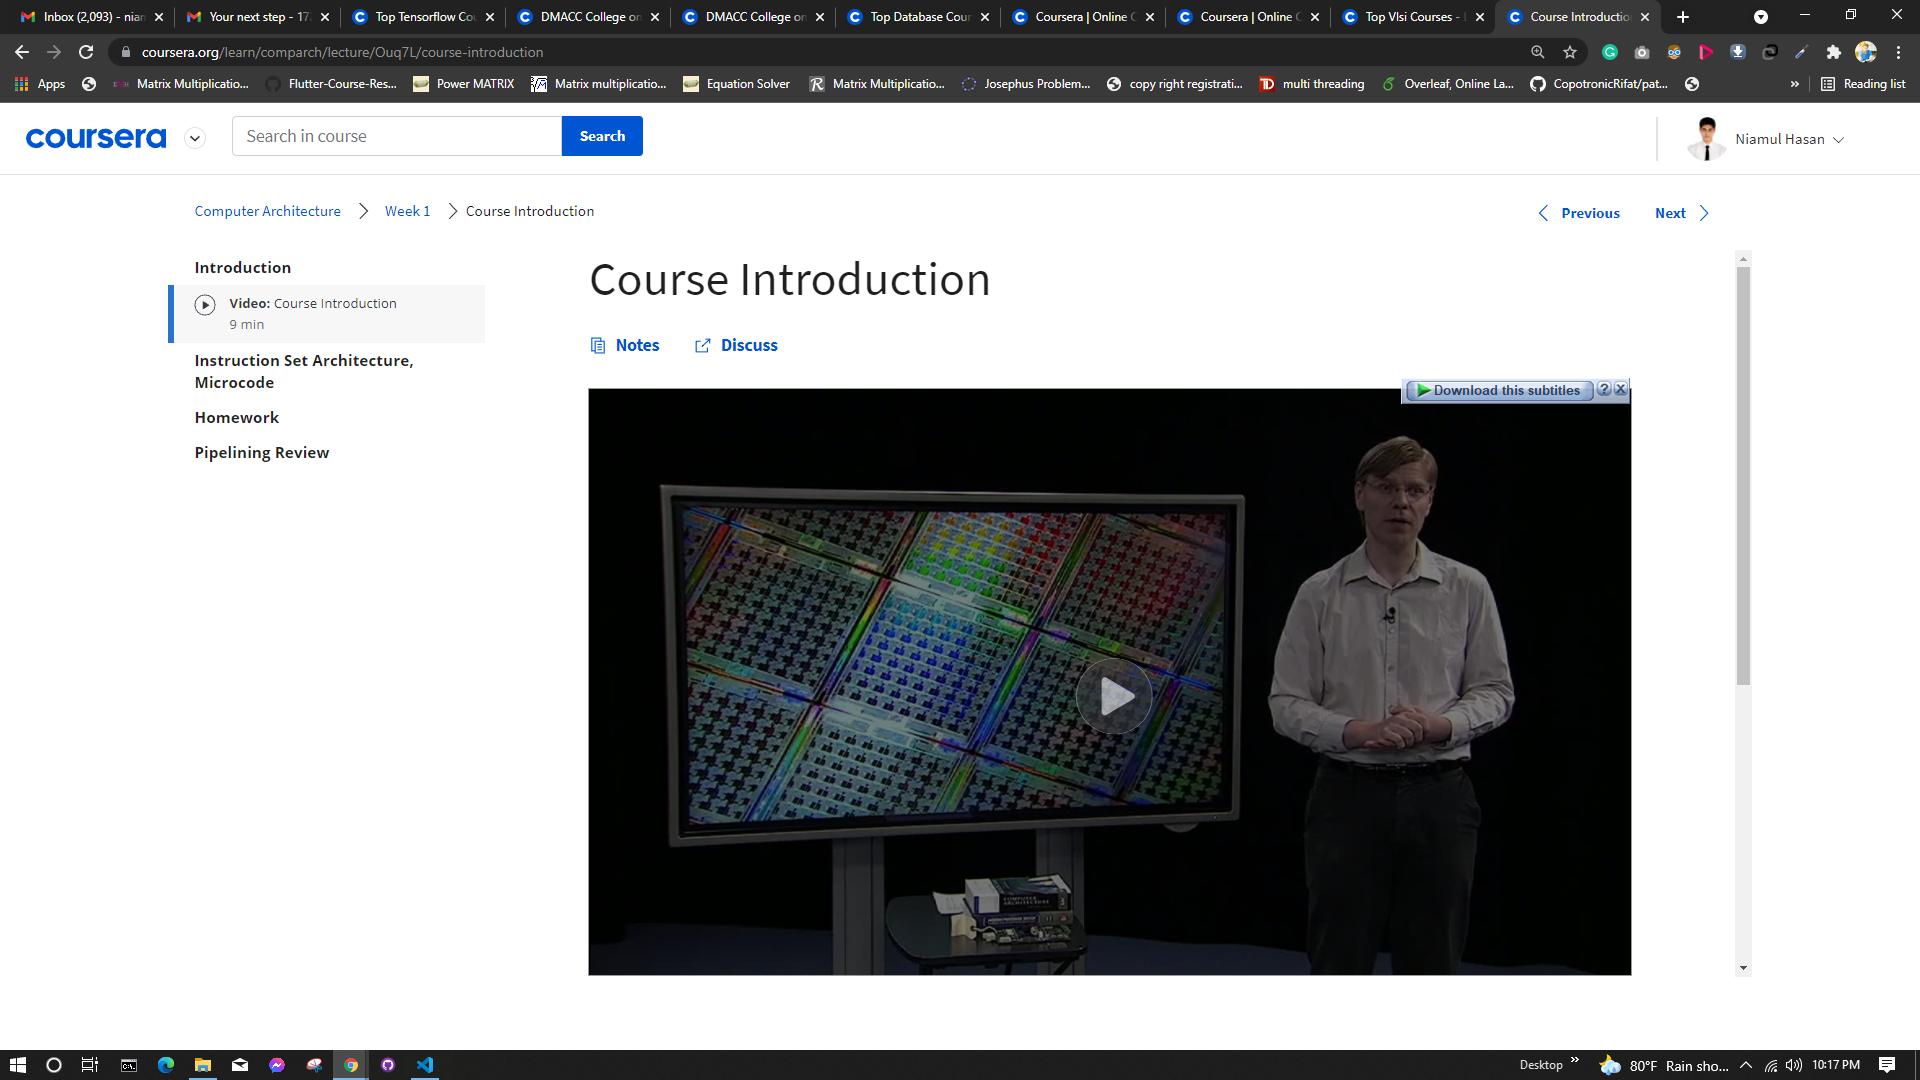 Inbox (2,093) - nian
Your next step - 17
Top Tensorflow Co
DMACC College on
DMACC College on
Top Database Cour
Coursera | Online C
Coursera | Online C
Top Vlsi Courses -
Course Introductio
coursera.org/learn/comparch/lecture/Ouq7L/course-introduction
Apps
Matrix Multiplicatio...
Flutter-Course-Res...
Power MATRIX
Matrix multiplicatio...
Equation Solver
Matrix Multiplicatio...
Josephus Problem...
copy right registrati...
multi threading
Overleaf, Online La...
CopotronicRifat/pat...
»
Reading list
coursera
Search in course
Search
Niamul Hasan
Computer Architecture
Week 1
Course Introduction
Previous
Next
Introduction
Video: Course Introduction
9 min
Instruction Set Architecture,
Microcode
Homework
Pipelining Review
Course Introduction
Notes
Discuss
Download this subtitles ? X
COMPUTER
ARCHITECTURE
Desktop »
80°F Rain sho...
10:17 PM